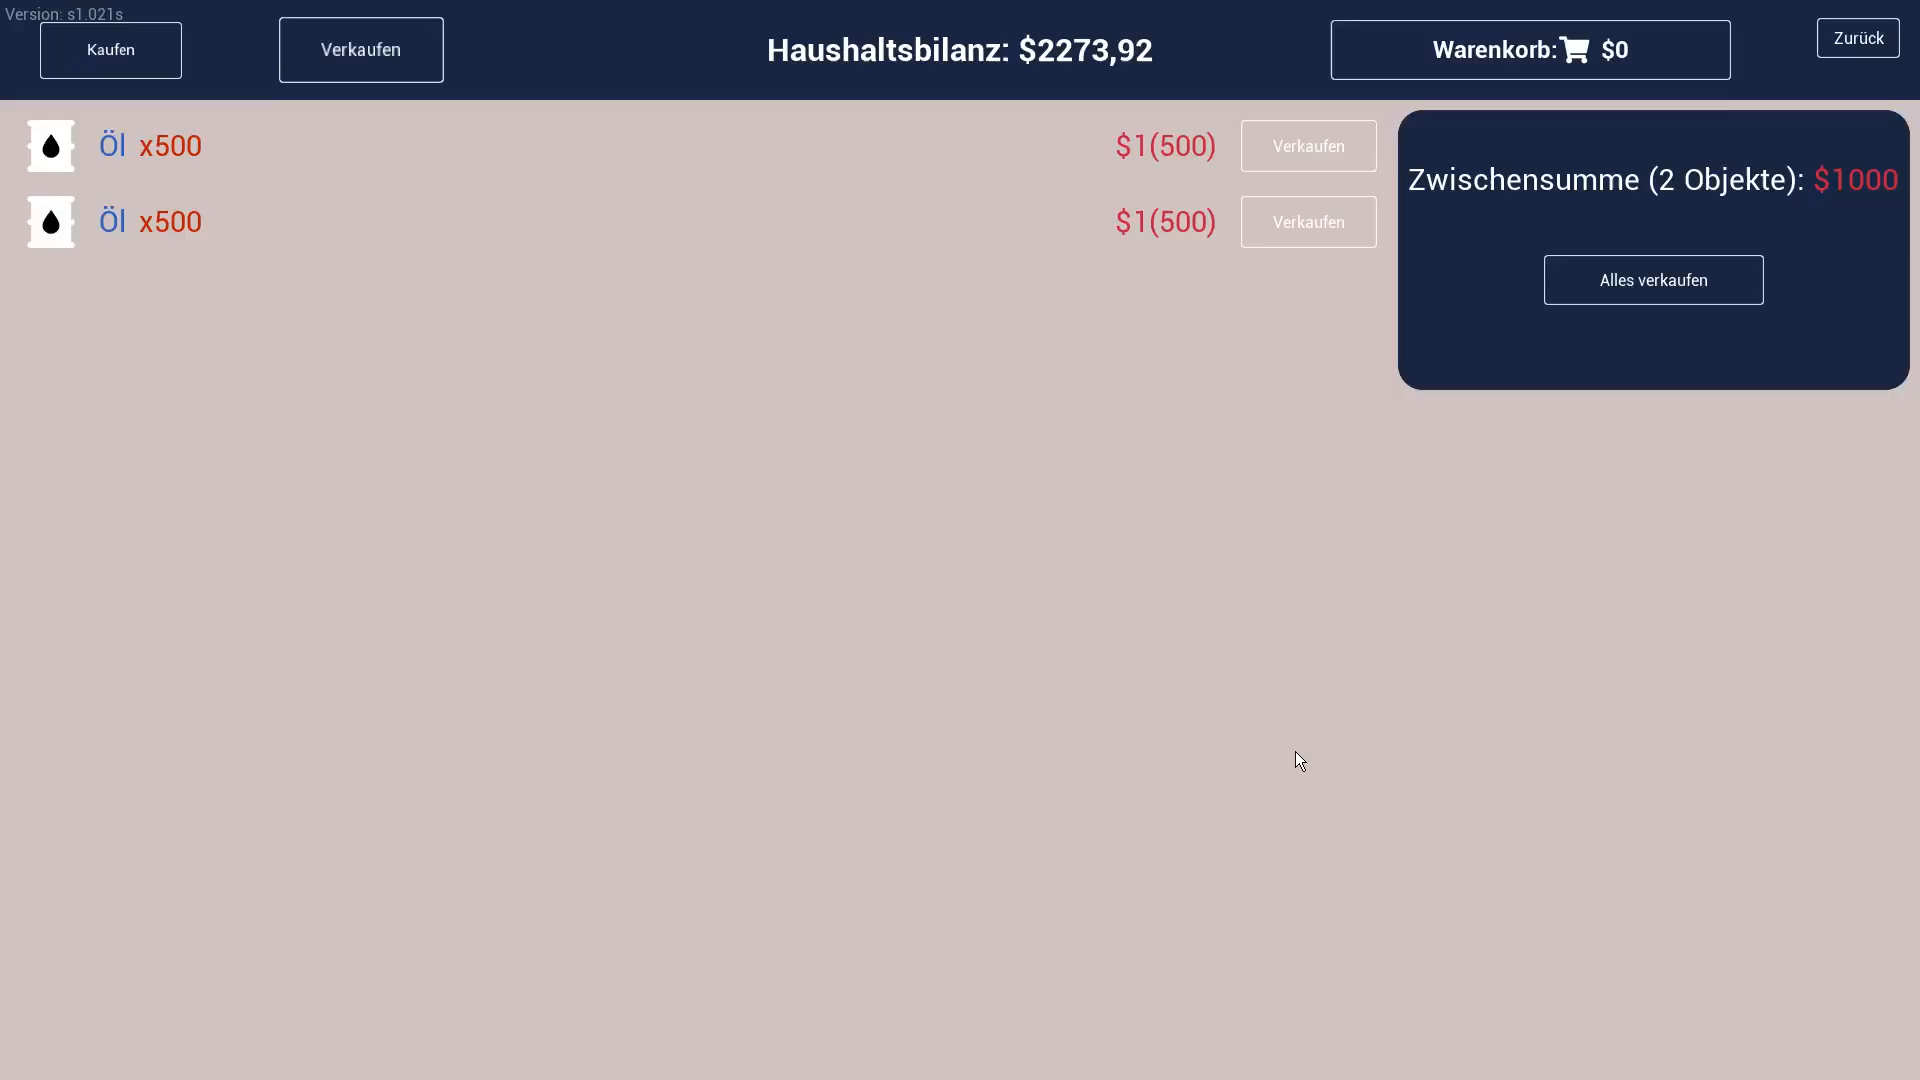 Version: s1.021s
Kaufen
Verkaufen
Haushaltsbilanz: $2273,92
Warenkorb: $0
Zurück
Öl x500 $1(500) Verkaufen
Öl x500 $1(500) Verkaufen
Zwischensumme (2 Objekte): $1000
Alles verkaufen